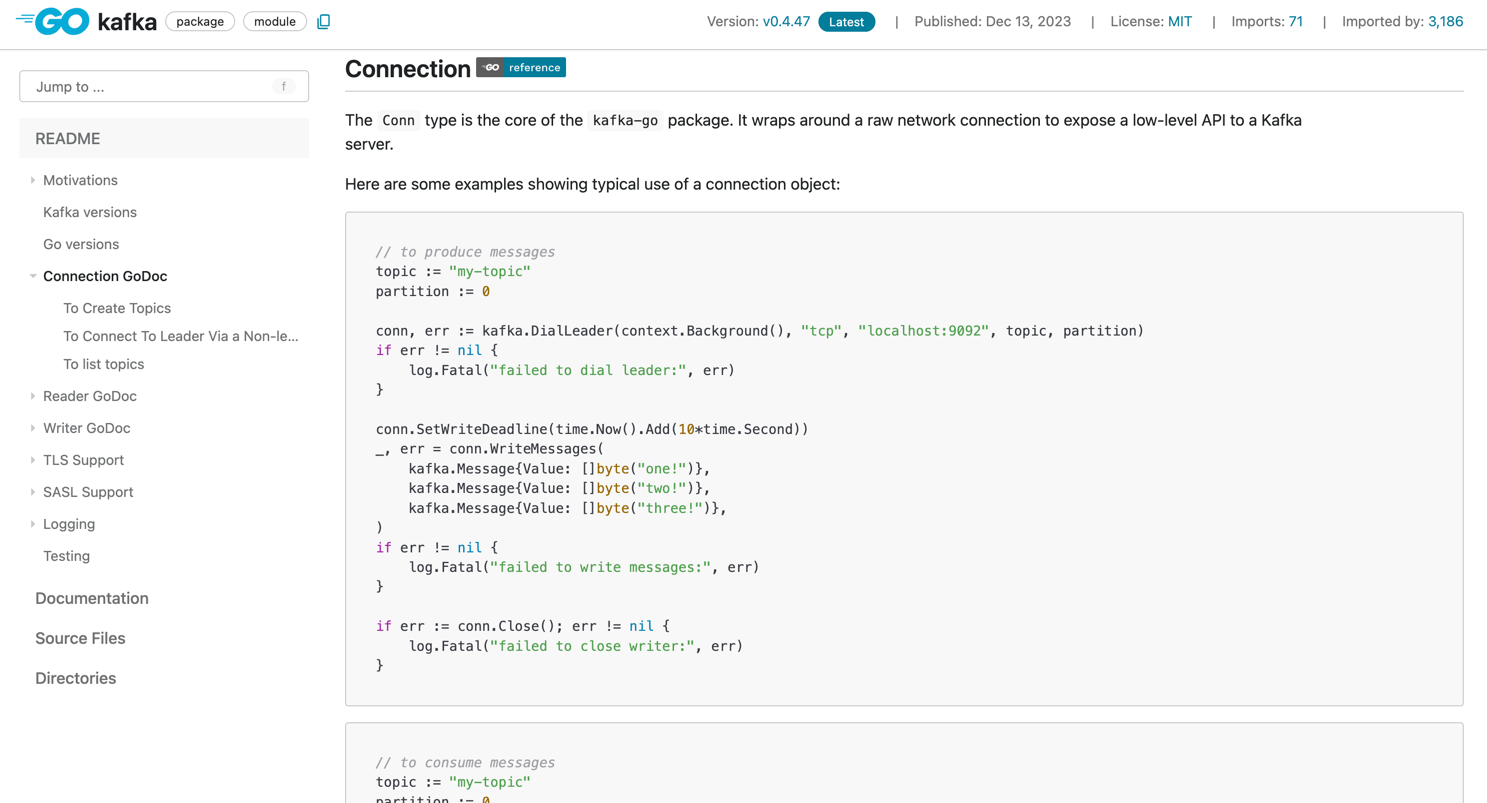 GO kafka package module Version: v0.4.47 Latest | Published: Dec 13, 2023 | License: MIT | Imports: 71 | Imported by: 3,186
Jump to ... f
README
Motivations
Kafka versions
Go versions
Connection GoDoc
To Create Topics
To Connect To Leader Via a Non-le...
To list topics
Reader GoDoc
Writer GoDoc
TLS Support
SASL Support
Logging
Testing
Documentation
Source Files
Directories
Connection GO reference
The Conn type is the core of the kafka-go package. It wraps around a raw network connection to expose a low-level API to a Kafka
server.
Here are some examples showing typical use of a connection object:
// to produce messages
topic := "my-topic"
partition := 0
conn, err := kafka.DialLeader(context.Background(), "tcp", "localhost:9092", topic, partition)
if err != nil {
    log.Fatal("failed to dial leader:", err)
}
conn.SetWriteDeadline(time.Now().Add(10*time.Second))
_, err = conn.WriteMessages(
    kafka.Message{Value: []byte("one!")},
    kafka.Message{Value: []byte("two!")},
    kafka.Message{Value: []byte("three!")},
)
if err != nil {
    log.Fatal("failed to write messages:", err)
}
if err := conn.Close(); err != nil {
    log.Fatal("failed to close writer:", err)
}
// to consume messages
topic := "my-topic"
partition := 0